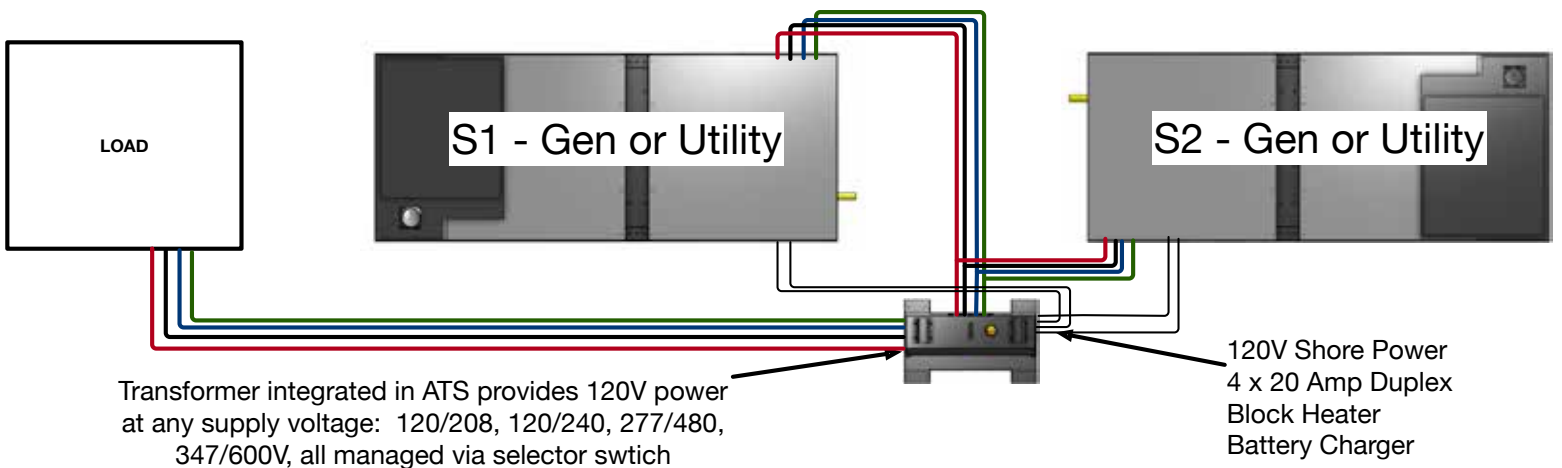 LOAD
S1 - Gen or Utility
S2 - Gen or Utility
Transformer integrated in ATS provides 120V power
at any supply voltage:  120/208, 120/240, 277/480,
347/600V, all managed via selector swtich
120V Shore Power
4 x 20 Amp Duplex
Block Heater
Battery Charger